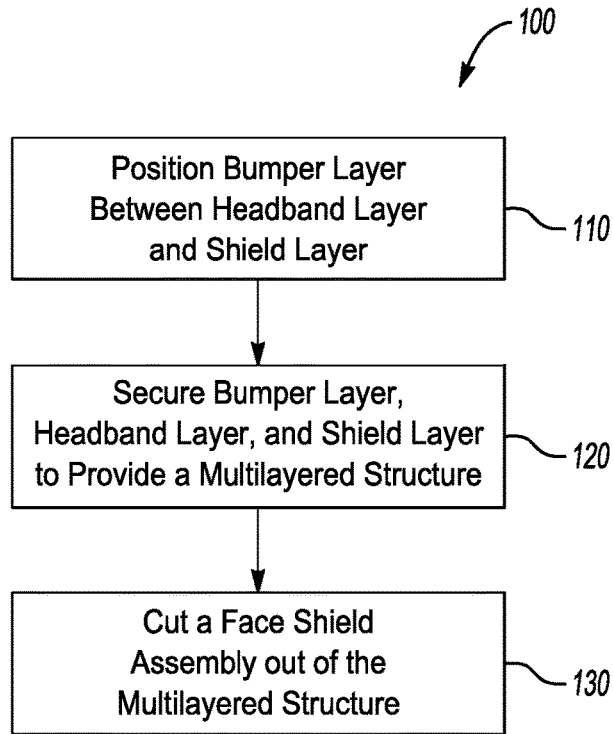 100
Position Bumper Layer
Between Headband Layer
and Shield Layer
110
Secure Bumper Layer,
Headband Layer, and Shield Layer
to Provide a Multilayered Structure
120
Cut a Face Shield
Assembly out of the
Multilayered Structure
130